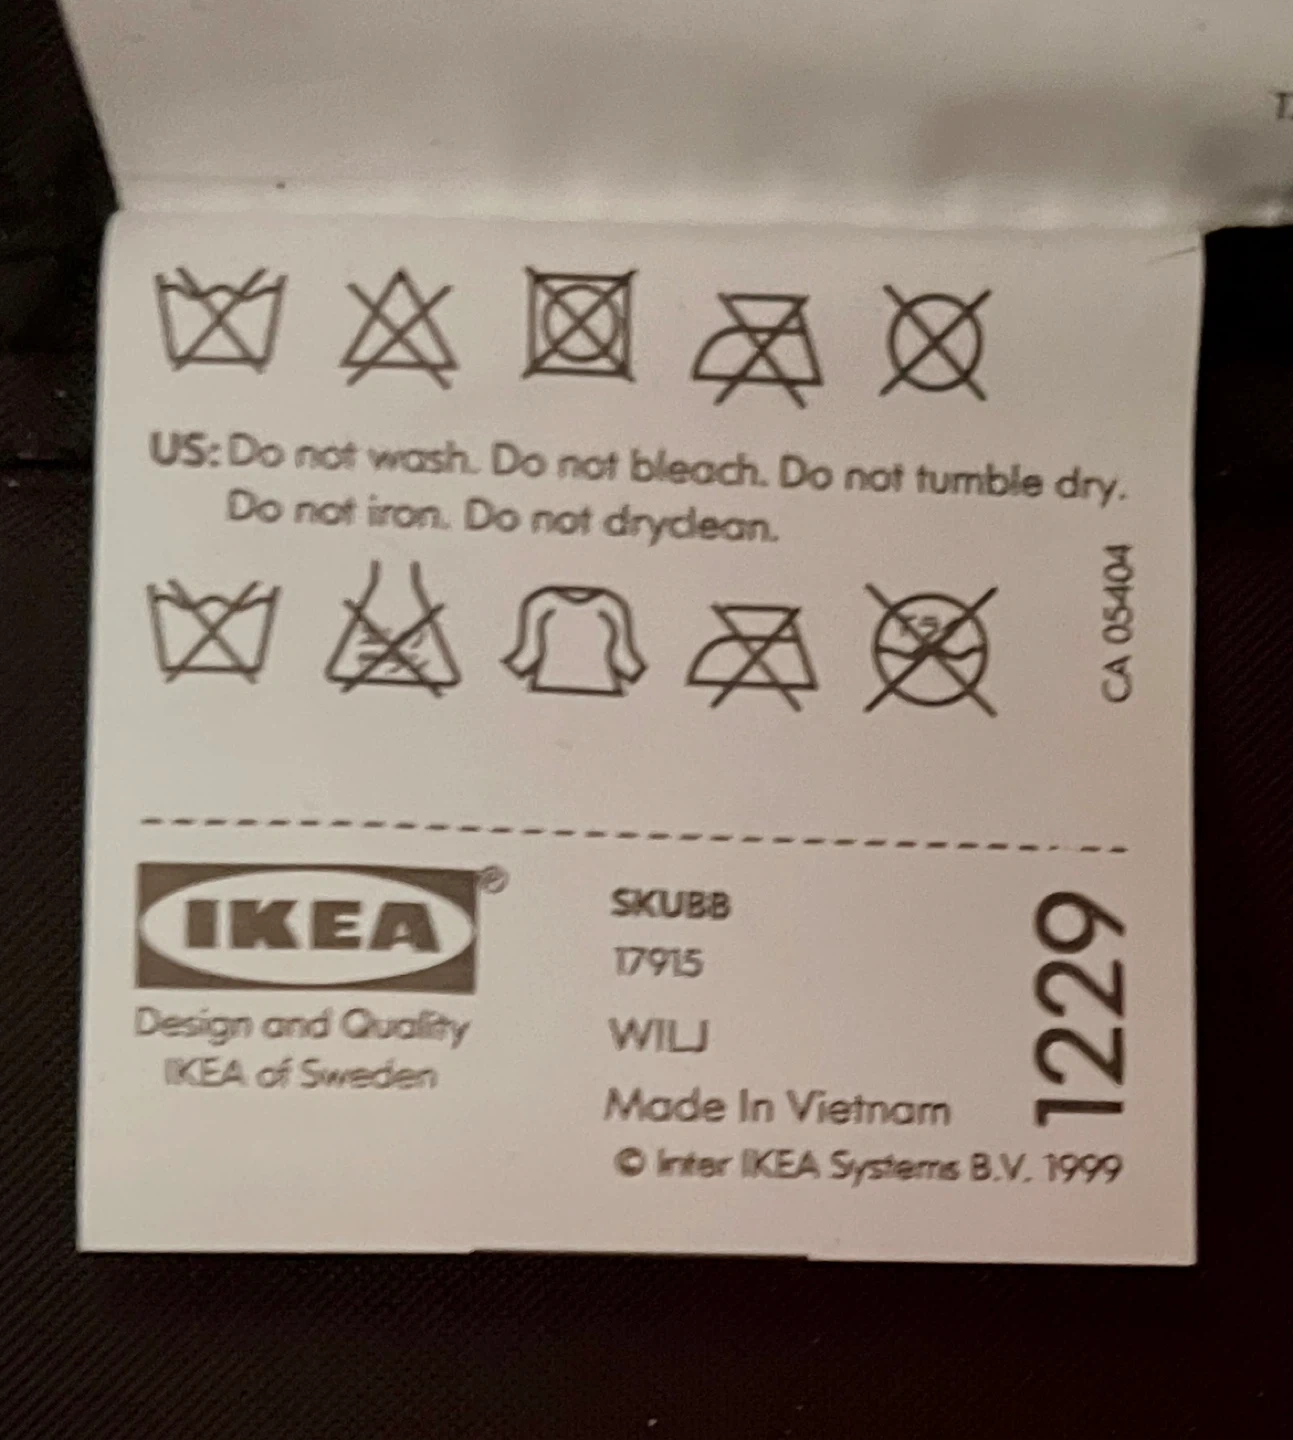 US: Do not wash. Do not bleach. Do not tumble dry.
Do not iron. Do not dryclean.
CA 05404
IKEA®
Design and Quality
IKEA of Sweden
SKUBB
17915
WILJ
Made In Vietnam
© Inter IKEA Systems B.V. 1999
1229